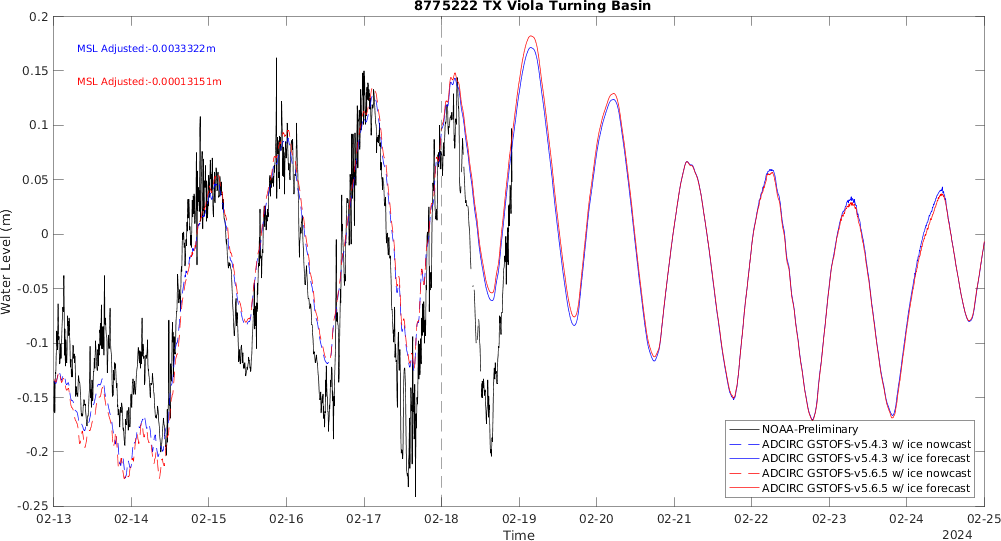 8775222 TX Viola Turning Basin
MSL Adjusted:-0.0033322m
MSL Adjusted:-0.00013151m
Water Level (m)
0.2
0.15
0.1
0.05
0
-0.05
-0.1
-0.15
-0.2
-0.25
NOAA-Preliminary
ADCIRC GSTOFS-v5.4.3 w/ ice nowcast
ADCIRC GSTOFS-v5.4.3 w/ ice forecast
ADCIRC GSTOFS-v5.6.5 w/ ice nowcast
ADCIRC GSTOFS-v5.6.5 w/ ice forecast
02-13 02-14 02-15 02-16 02-17 02-18 02-19 02-20 02-21 02-22 02-23 02-24 02-25
Time
2024